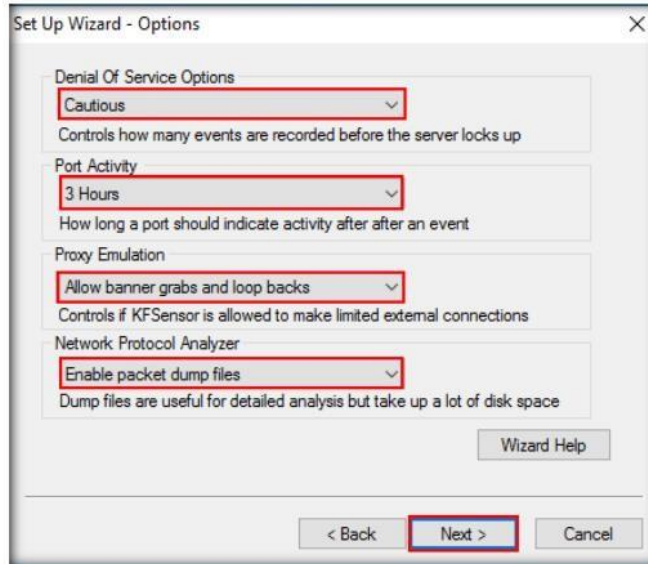 Set Up Wizard - Options
Denial Of Service Options
Cautious
Controls how many events are recorded before the server locks up
Port Activity
3 Hours
How long a port should indicate activity after after an event
Proxy Emulation
Allow banner grabs and loop backs
Controls if KFSensor is allowed to make limited external connections
Network Protocol Analyzer
Enable packet dump files
Dump files are useful for detailed analysis but take up a lot of disk space
Wizard Help
< Back Next > Cancel